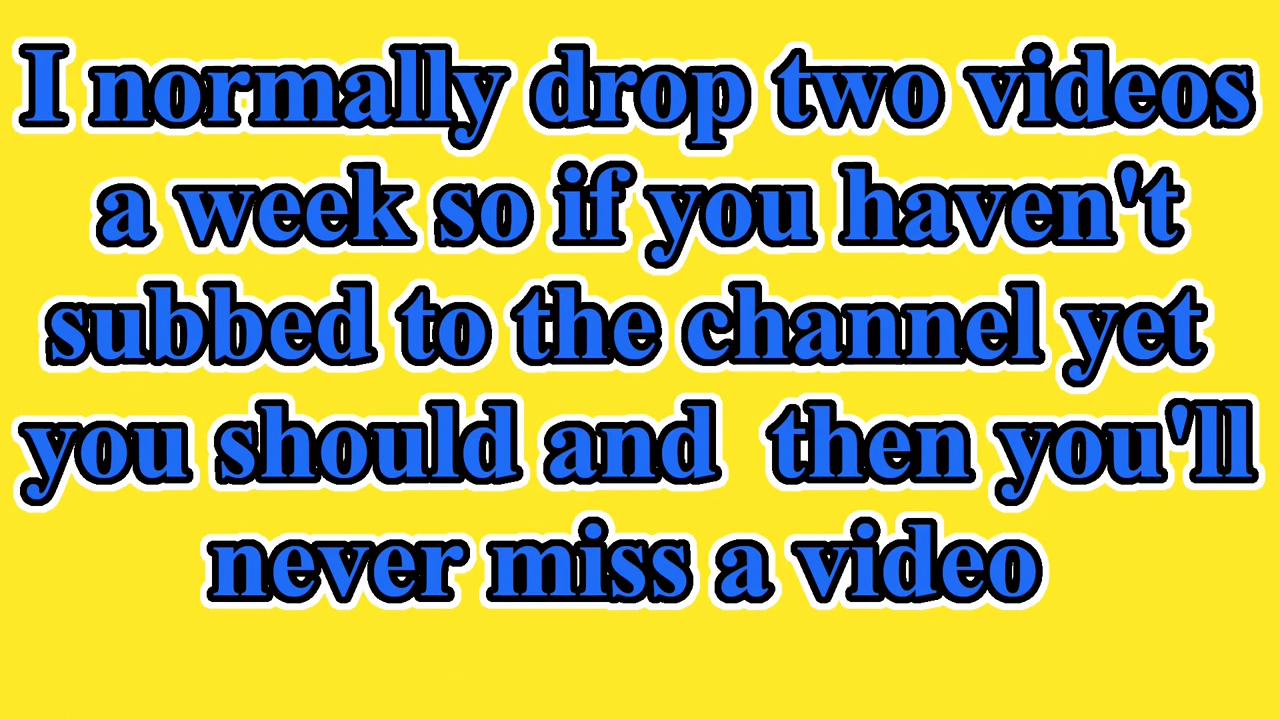 I normally drop two videos
a week so if you haven't
subbed to the channel yet
you should and  then you'll
never miss a video